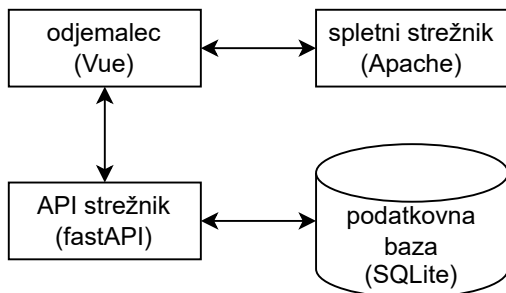 odjemalec
(Vue)
spletni strežnik
(Apache)
API strežnik
(fastAPI)
podatkovna
baza
(SQLite)